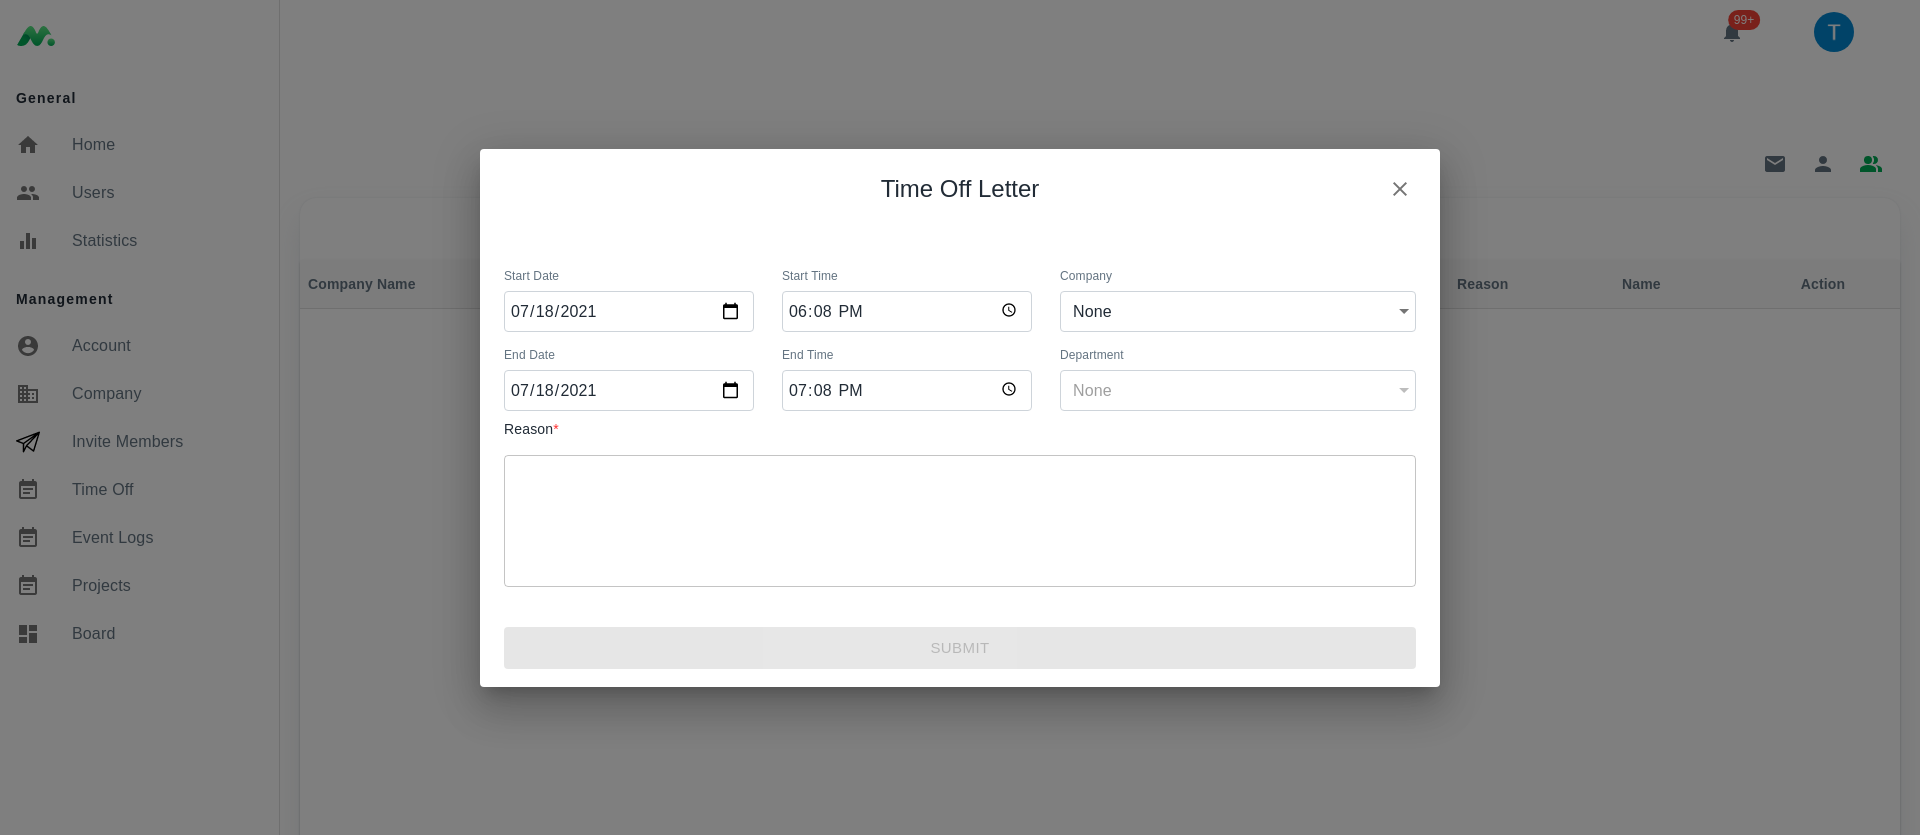 99+
T
General
Home
Users
Statistics
Management
Account
Company
Invite Members
Time Off
Event Logs
Projects
Board
Company Name
Reason
Name
Action
Time Off Letter
Start Date
Start Time
Company
07/18/2021
06:08 PM
None
End Date
End Time
Department
07/18/2021
07:08 PM
None
Reason*
SUBMIT